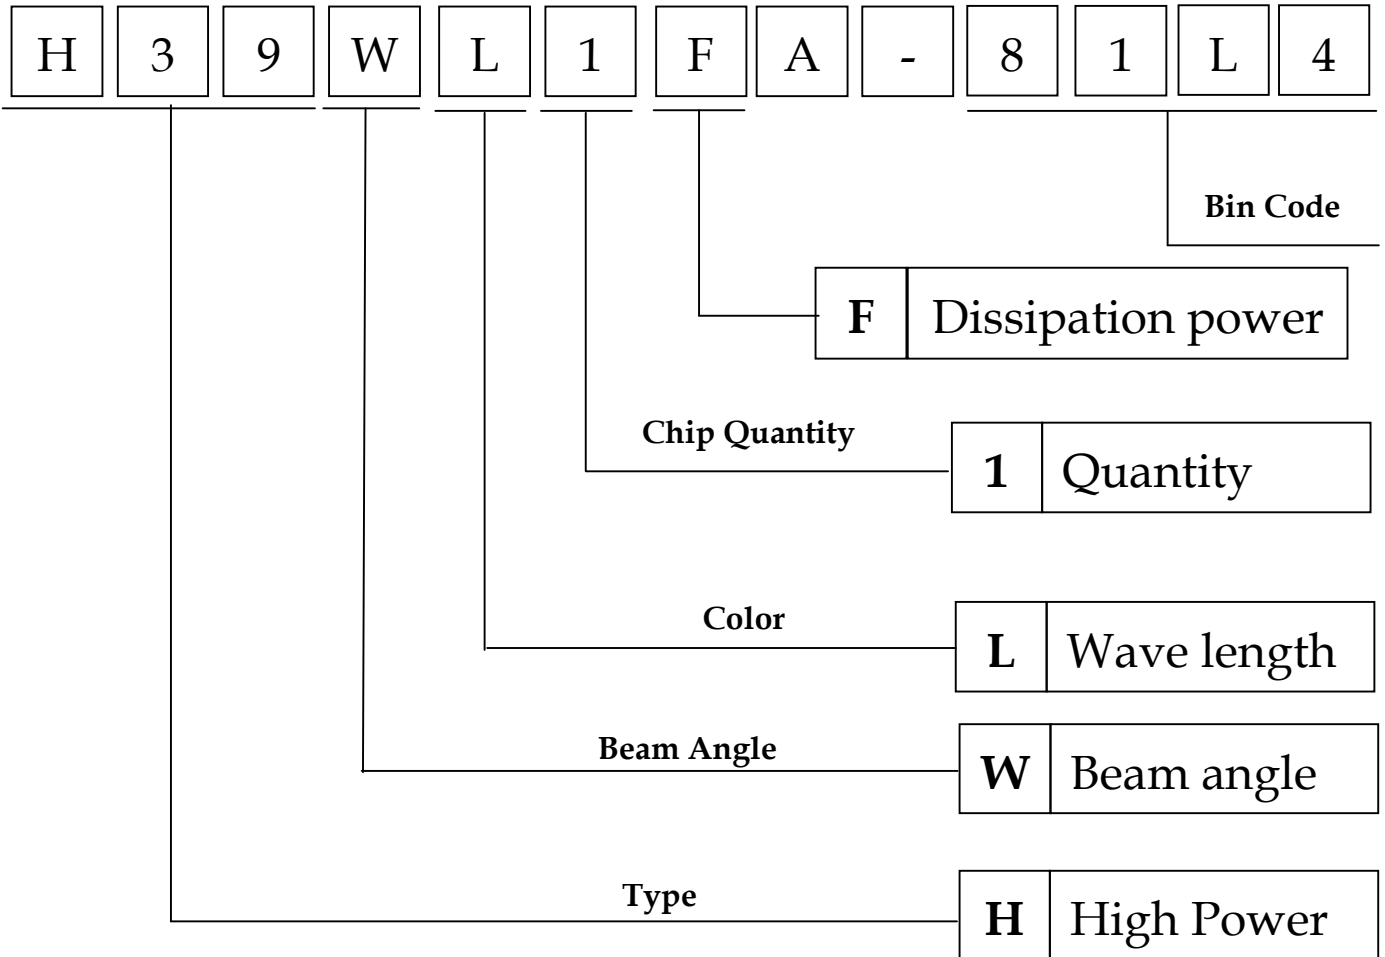 H 3 9 W L 1 F A - 8 1 L 4
Bin Code
F Dissipation power
Chip Quantity
1 Quantity
Color
L Wave length
Beam Angle
W Beam angle
Type
H High Power